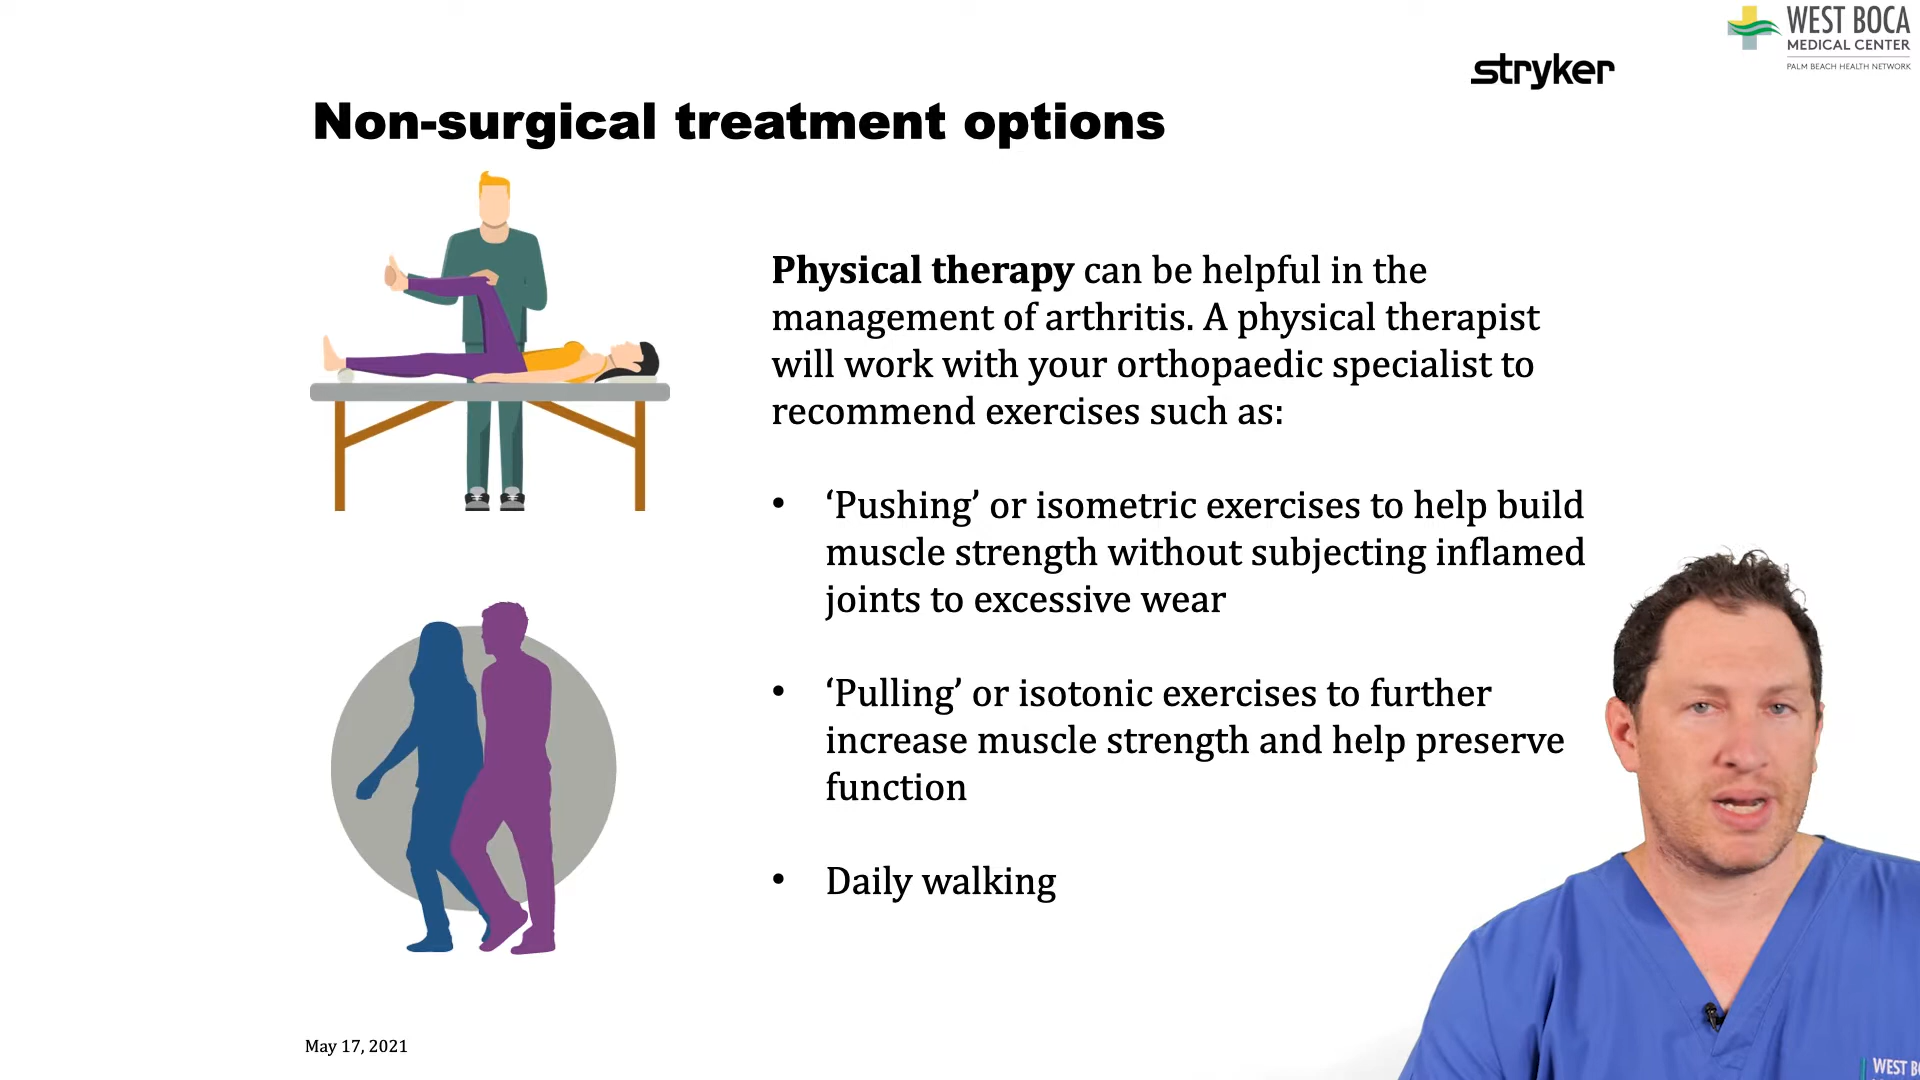 WEST BOCA
MEDICAL CENTER
PALM BEACH HEALTH NETWORK
stryker
Non-surgical treatment options
Physical therapy can be helpful in the
management of arthritis. A physical therapist
will work with your orthopaedic specialist to
recommend exercises such as:
• ‘Pushing’ or isometric exercises to help build
muscle strength without subjecting inflamed
joints to excessive wear
• ‘Pulling’ or isotonic exercises to further
increase muscle strength and help preserve
function
• Daily walking
May 17, 2021
WEST B